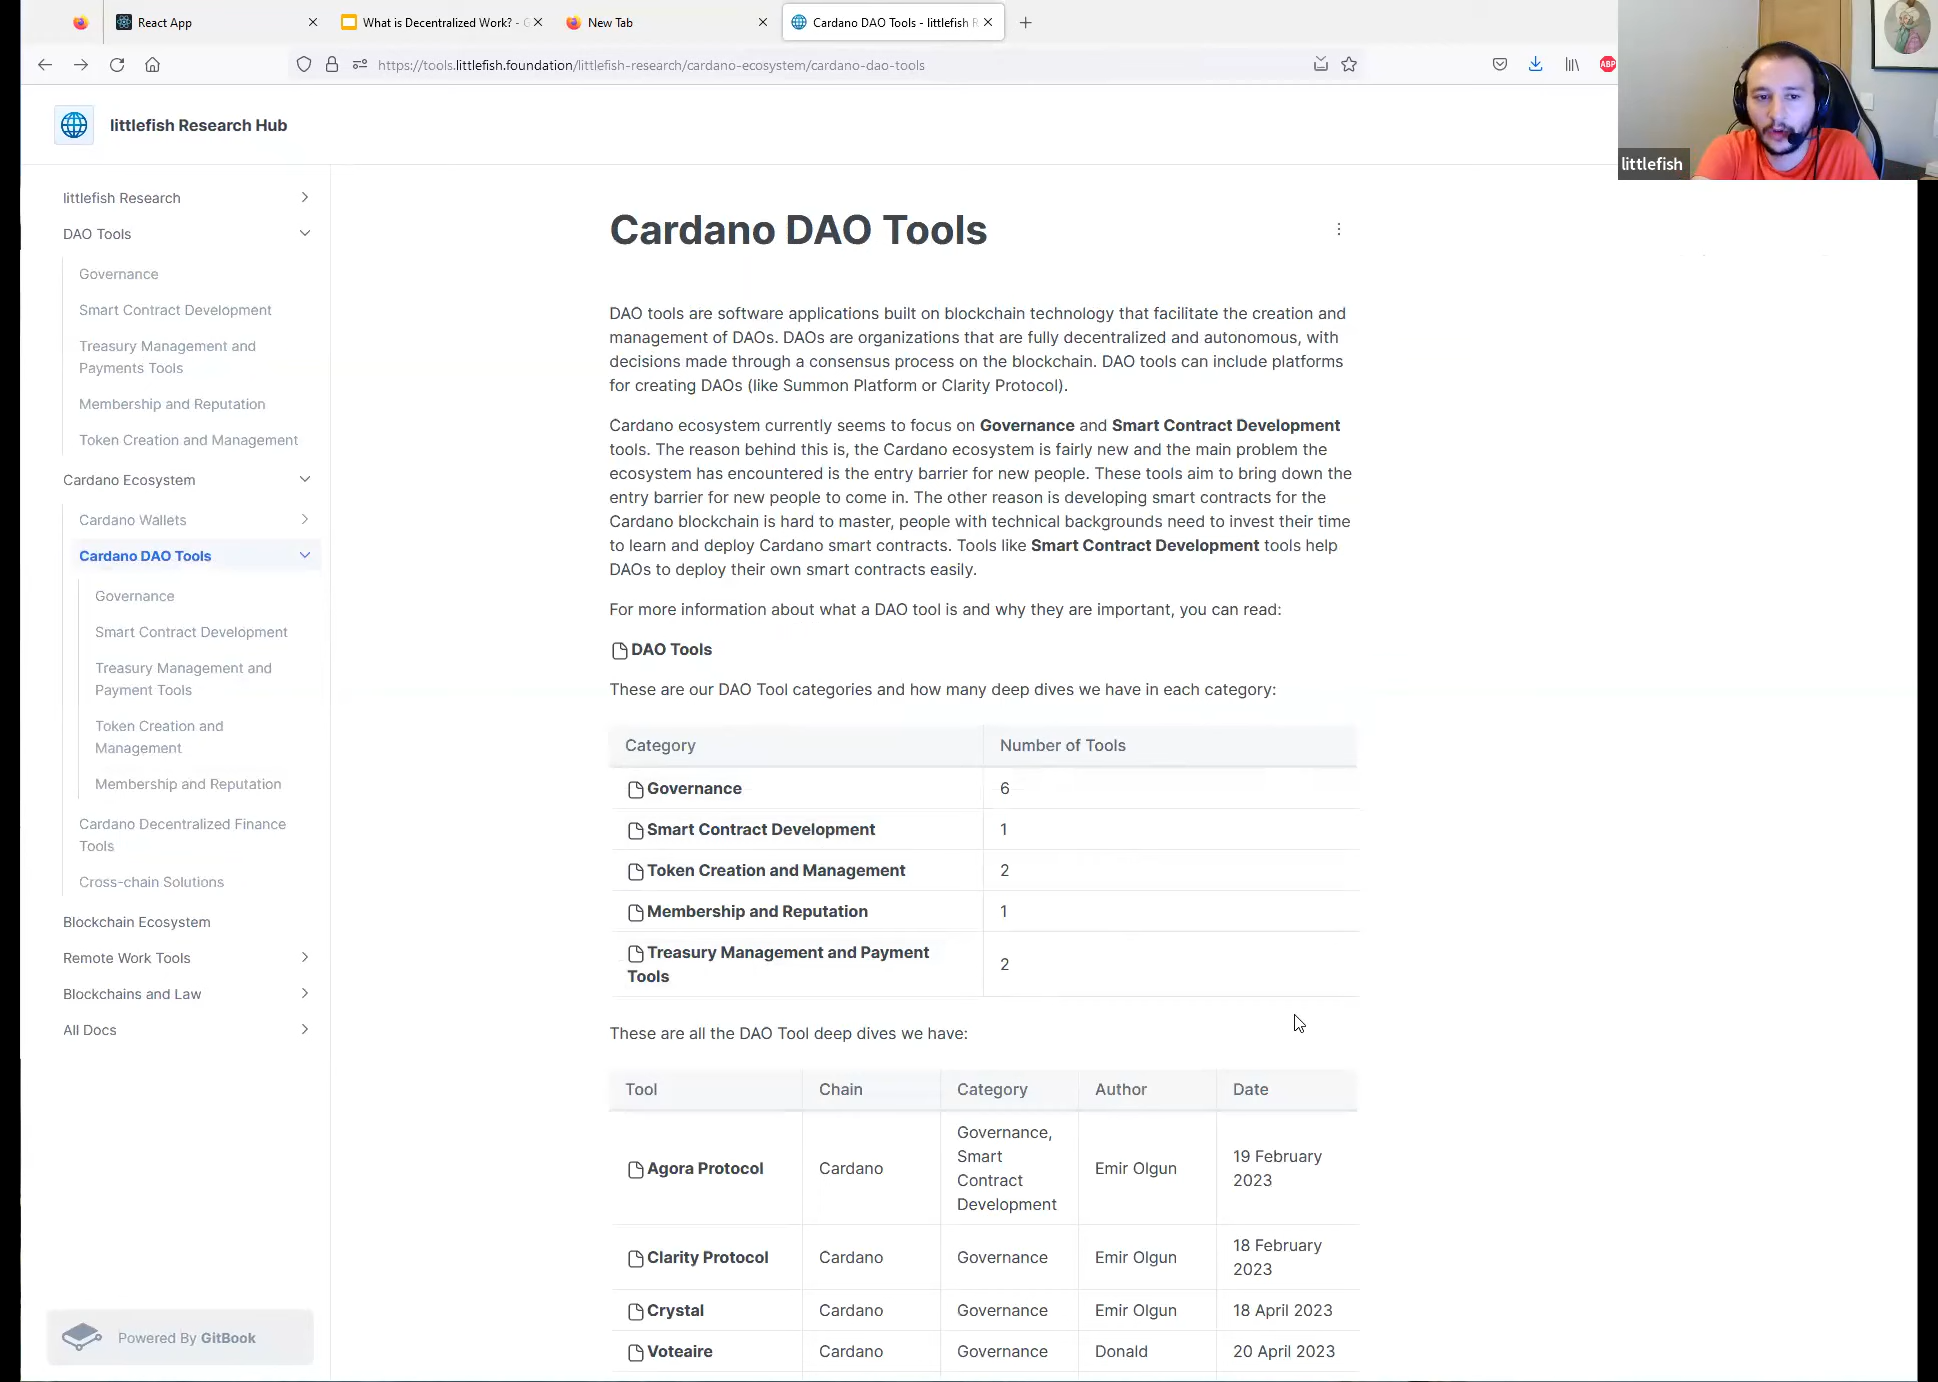 React App
What is Decentralized Work? - G
New Tab
Cardano DAO Tools - littlefish R
https://tools.littlefish.foundation/littlefish-research/cardano-ecosystem/cardano-dao-tools
ABP
littlefish
littlefish Research Hub
littlefish Research
DAO Tools
Governance
Smart Contract Development
Treasury Management and
Payments Tools
Membership and Reputation
Token Creation and Management
Cardano Ecosystem
Cardano Wallets
Cardano DAO Tools
Governance
Smart Contract Development
Treasury Management and
Payment Tools
Token Creation and
Management
Membership and Reputation
Cardano Decentralized Finance
Tools
Cross-chain Solutions
Blockchain Ecosystem
Remote Work Tools
Blockchains and Law
All Docs
Powered By GitBook
Cardano DAO Tools
DAO tools are software applications built on blockchain technology that facilitate the creation and
management of DAOs. DAOs are organizations that are fully decentralized and autonomous, with
decisions made through a consensus process on the blockchain. DAO tools can include platforms
for creating DAOs (like Summon Platform or Clarity Protocol).
Cardano ecosystem currently seems to focus on Governance and Smart Contract Development
tools. The reason behind this is, the Cardano ecosystem is fairly new and the main problem the
ecosystem has encountered is the entry barrier for new people. These tools aim to bring down the
entry barrier for new people to come in. The other reason is developing smart contracts for the
Cardano blockchain is hard to master, people with technical backgrounds need to invest their time
to learn and deploy Cardano smart contracts. Tools like Smart Contract Development tools help
DAOs to deploy their own smart contracts easily.
For more information about what a DAO tool is and why they are important, you can read:
DAO Tools
These are our DAO Tool categories and how many deep dives we have in each category:
Category Number of Tools
Governance 6
Smart Contract Development 1
Token Creation and Management 2
Membership and Reputation 1
Treasury Management and Payment
Tools 2
These are all the DAO Tool deep dives we have:
Tool Chain Category Author Date
Agora Protocol Cardano Governance,
Smart
Contract
Development Emir Olgun 19 February
2023
Clarity Protocol Cardano Governance Emir Olgun 18 February
2023
Crystal Cardano Governance Emir Olgun 18 April 2023
Voteaire Cardano Governance Donald 20 April 2023